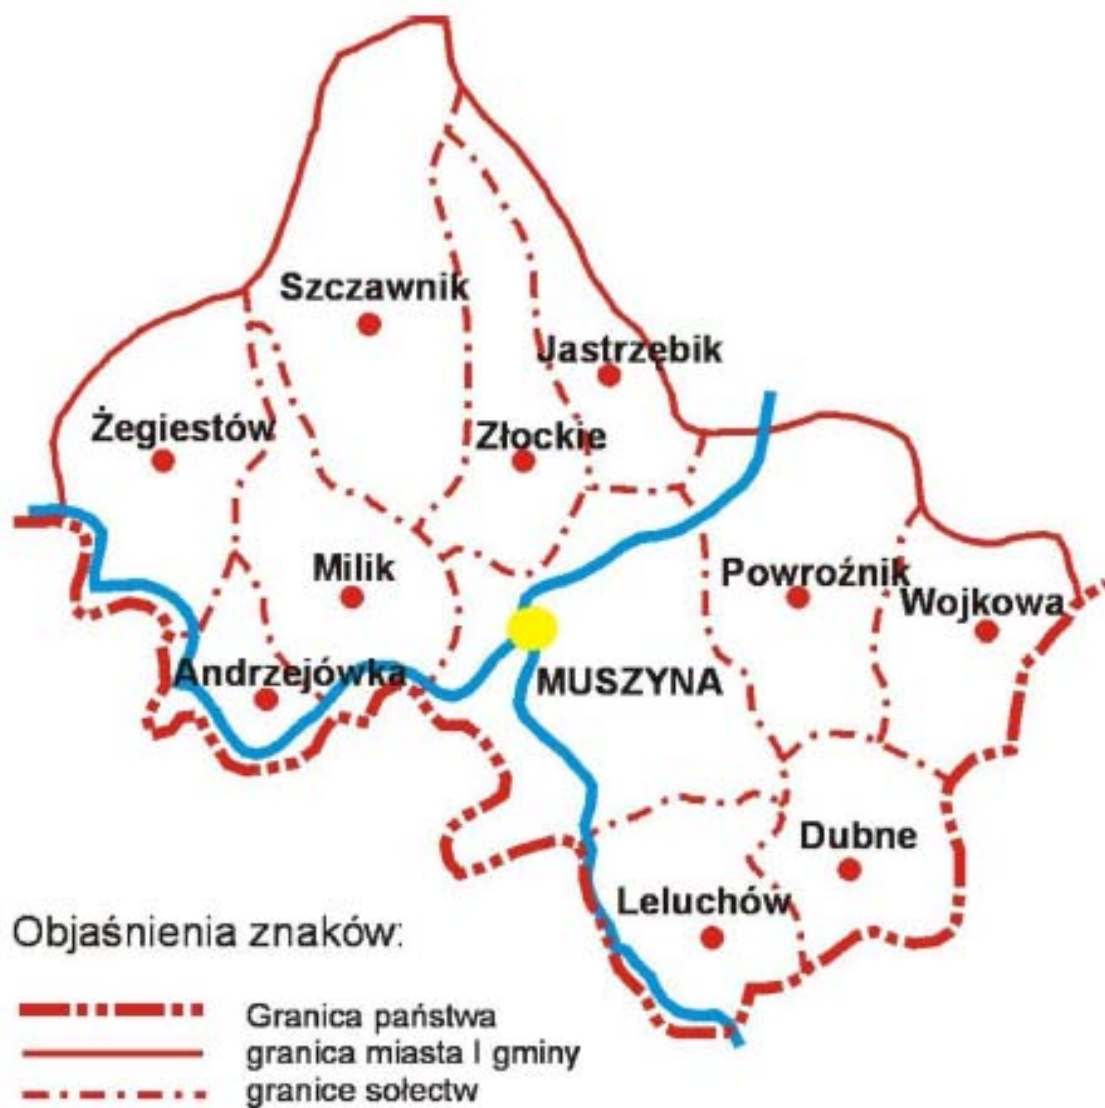 Szczawnik
Jastrzębik
Żegiestów
Złockie
Milik
Powroźnik
Wojkowa
Andrzejówka
MUSZYNA
Dubne
Leluchów
Objaśnienia znaków:
Granica państwa
granica miasta I gminy
granice sołectw